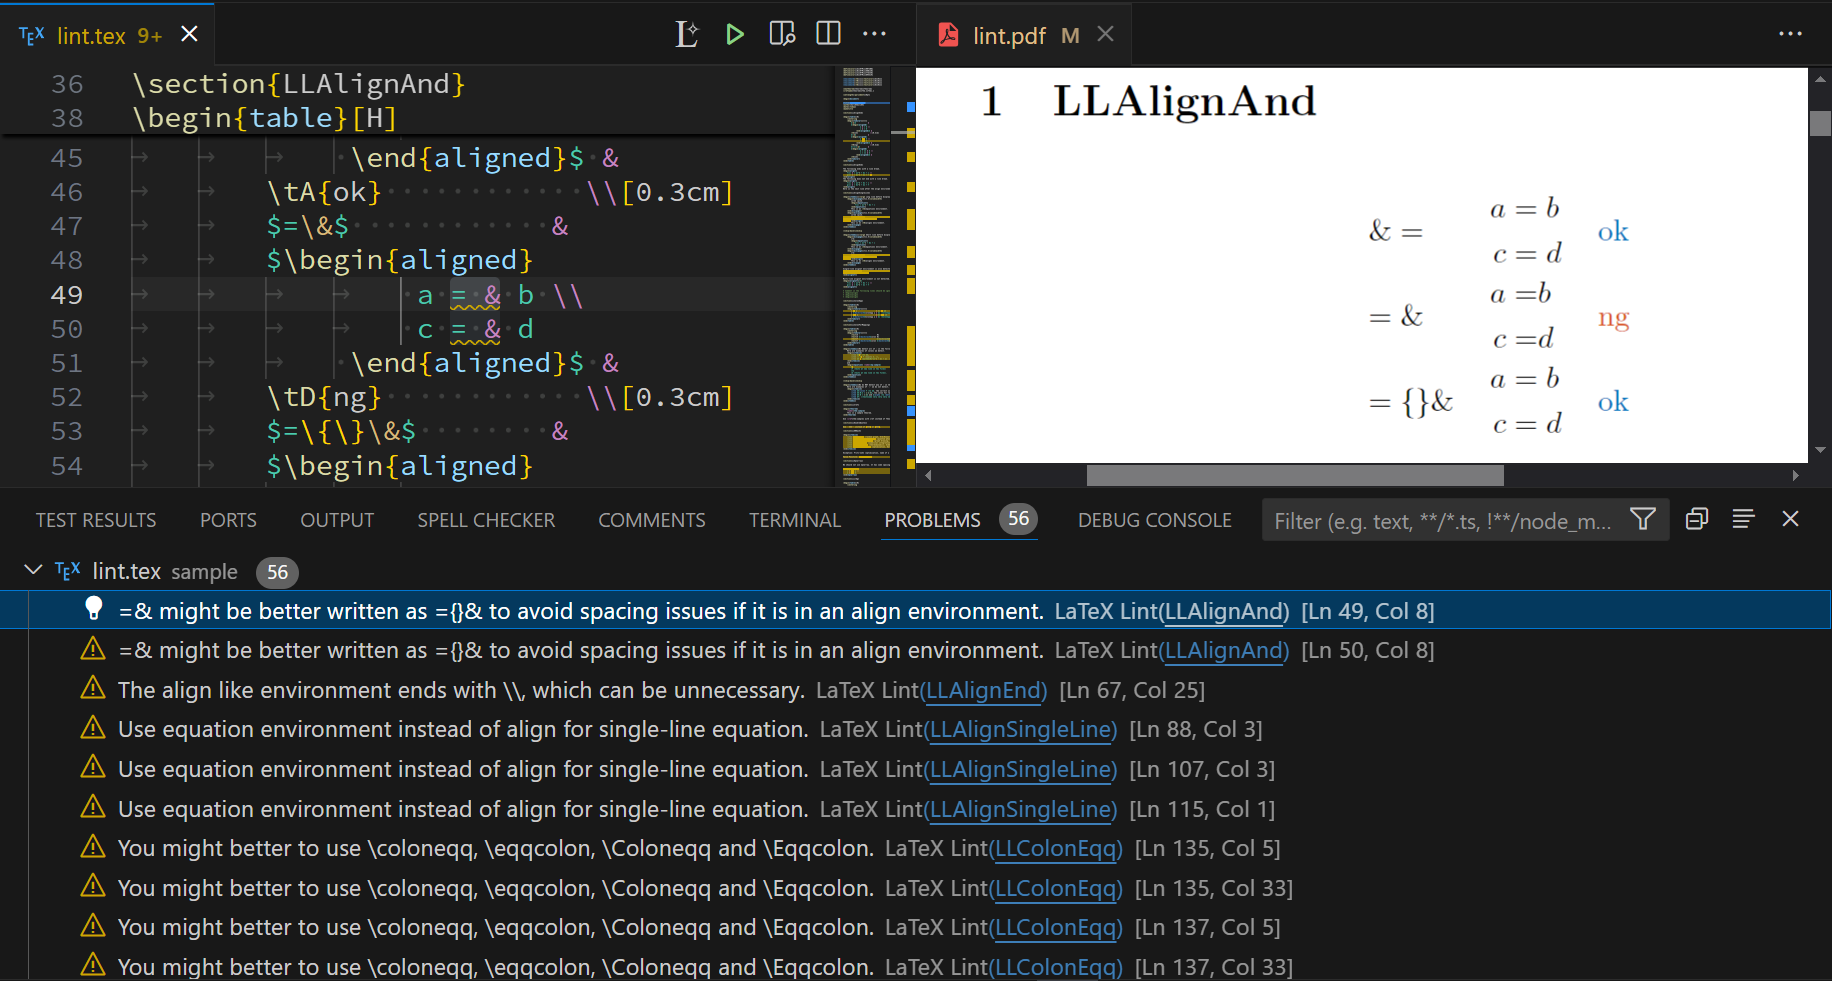 TEX lint.tex 9+
36 \section{LLAlignAnd}
38 \begin{table}[H]
45 \end{aligned}$ &
46 \tA{ok} \\[0.3cm]
47 $=\&$ &
48 $\begin{aligned}
49 a = & b \\
50 c = & d
51 \end{aligned}$ &
52 \tD{ng} \\[0.3cm]
53 $=\{\}\&$ &
54 $\begin{aligned}
lint.pdf M
1 LLAlignAnd
& = a = b ok
c = d
= & a =b ng
c =d
= {}& a = b ok
c = d
TEST RESULTS PORTS OUTPUT SPELL CHECKER COMMENTS TERMINAL PROBLEMS 56 DEBUG CONSOLE Filter (e.g. text, **/*.ts, !**/node_m...
TEX lint.tex sample 56
=& might be better written as ={}& to avoid spacing issues if it is in an align environment. LaTeX Lint(LLAlignAnd) [Ln 49, Col 8]
=& might be better written as ={}& to avoid spacing issues if it is in an align environment. LaTeX Lint(LLAlignAnd) [Ln 50, Col 8]
The align like environment ends with \\, which can be unnecessary. LaTeX Lint(LLAlignEnd) [Ln 67, Col 25]
Use equation environment instead of align for single-line equation. LaTeX Lint(LLAlignSingleLine) [Ln 88, Col 3]
Use equation environment instead of align for single-line equation. LaTeX Lint(LLAlignSingleLine) [Ln 107, Col 3]
Use equation environment instead of align for single-line equation. LaTeX Lint(LLAlignSingleLine) [Ln 115, Col 1]
You might better to use \coloneqq, \eqqcolon, \Coloneqq and \Eqqcolon. LaTeX Lint(LLColonEqq) [Ln 135, Col 5]
You might better to use \coloneqq, \eqqcolon, \Coloneqq and \Eqqcolon. LaTeX Lint(LLColonEqq) [Ln 135, Col 33]
You might better to use \coloneqq, \eqqcolon, \Coloneqq and \Eqqcolon. LaTeX Lint(LLColonEqq) [Ln 137, Col 5]
You might better to use \coloneqq, \eqqcolon, \Coloneqq and \Eqqcolon. LaTeX Lint(LLColonEqq) [Ln 137, Col 33]